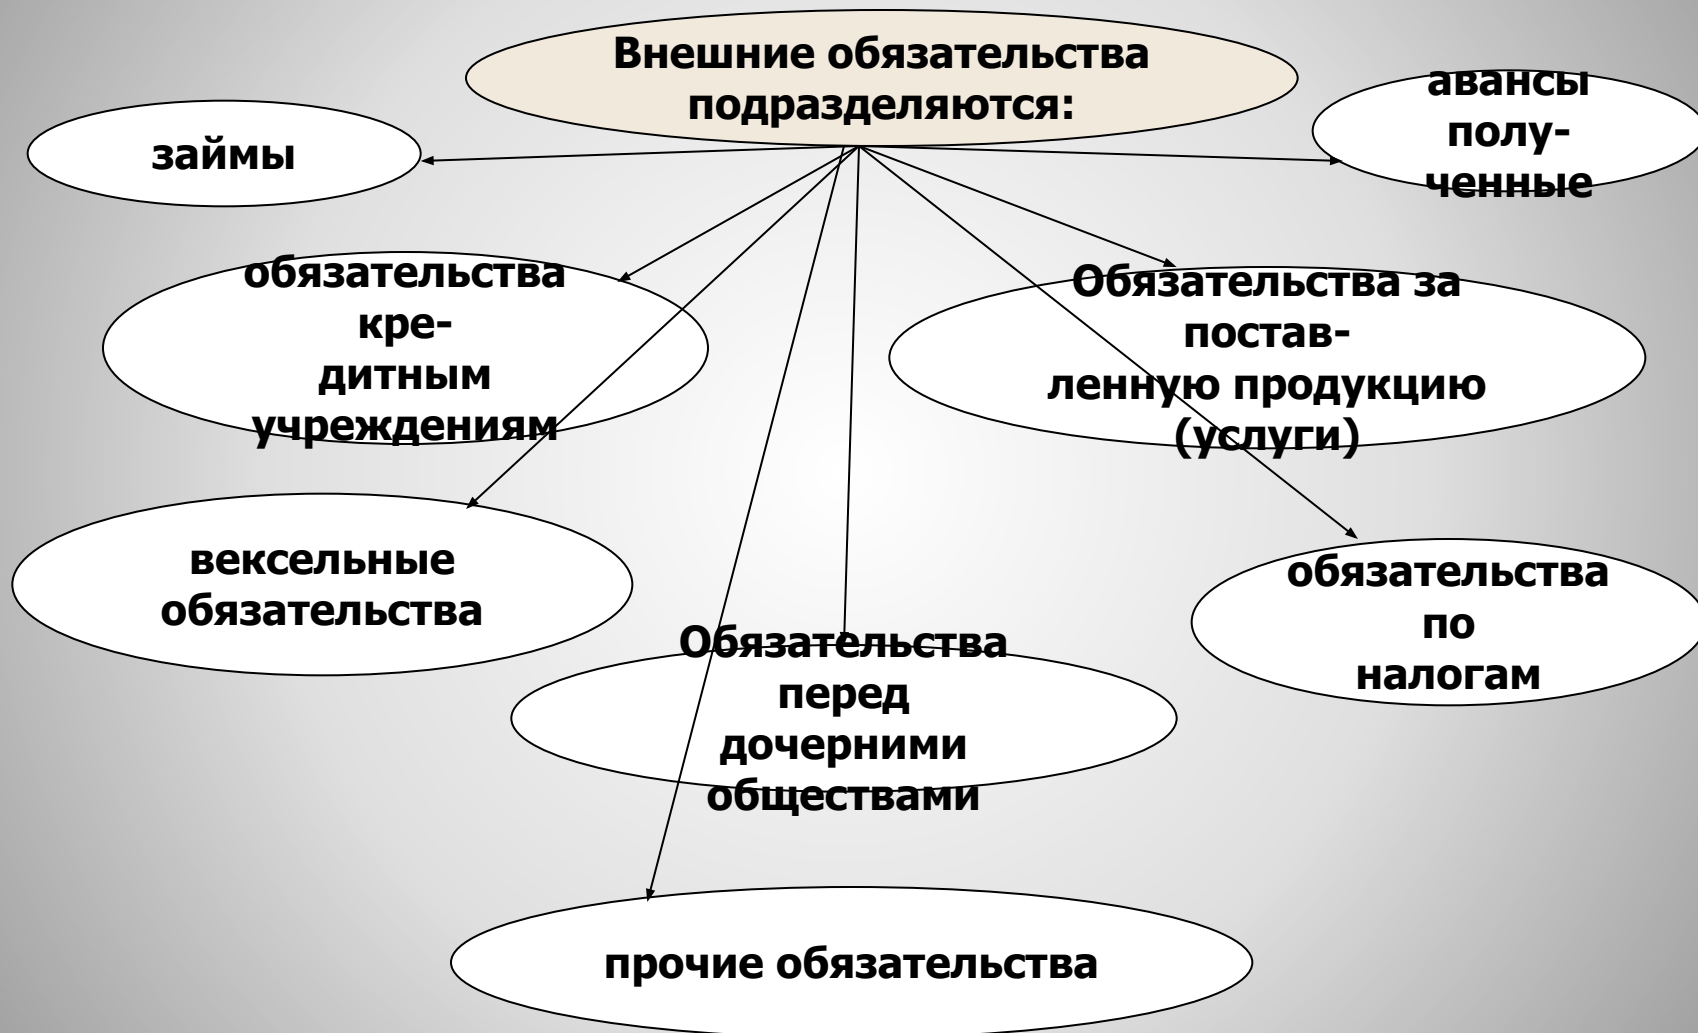 Внешние обязательства
подразделяются:
займы
авансы
полу-
ченные
обязательства
кре-
дитным
учреждениям
Обязательства за
постав-
ленную продукцию
(услуги)
вексельные
обязательства
обязательства
по
налогам
Обязательства
перед
дочерними
обществами
прочие обязательства